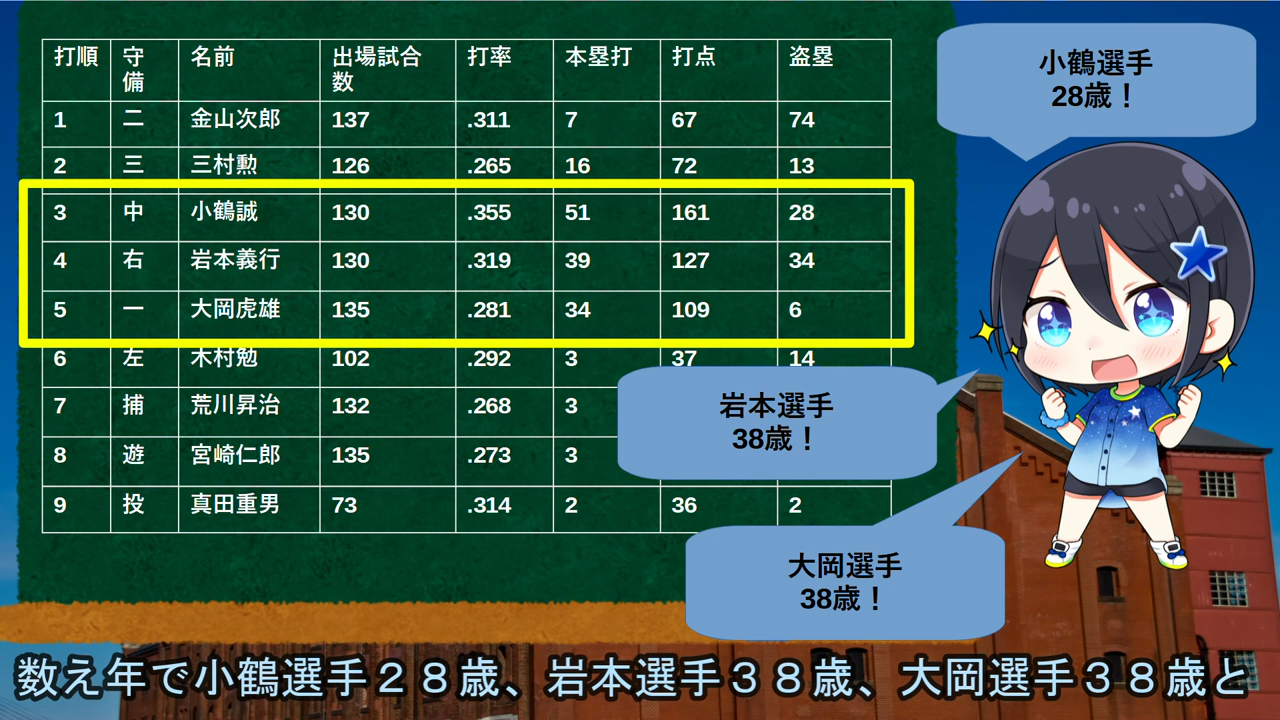 打順 守備 名前 出場試合数 打率 本塁打 打点 盗塁
1 二 金山次郎 137 .311 7 67 74
2 三 三村勲 126 .265 16 72 13
3 中 小鶴誠 130 .355 51 161 28
4 右 岩本義行 130 .319 39 127 34
5 一 大岡虎雄 135 .281 34 109 6
6 左 木村勉 102 .292 3 37 14
7 捕 荒川昇治 132 .268 3
8 遊 宮崎仁郎 135 .273 3
9 投 真田重男 73 .314 2 36 2
小鶴選手
28歳！
岩本選手
38歳！
大岡選手
38歳！
数え年で小鶴選手２８歳、岩本選手３８歳、大岡選手３８歳と